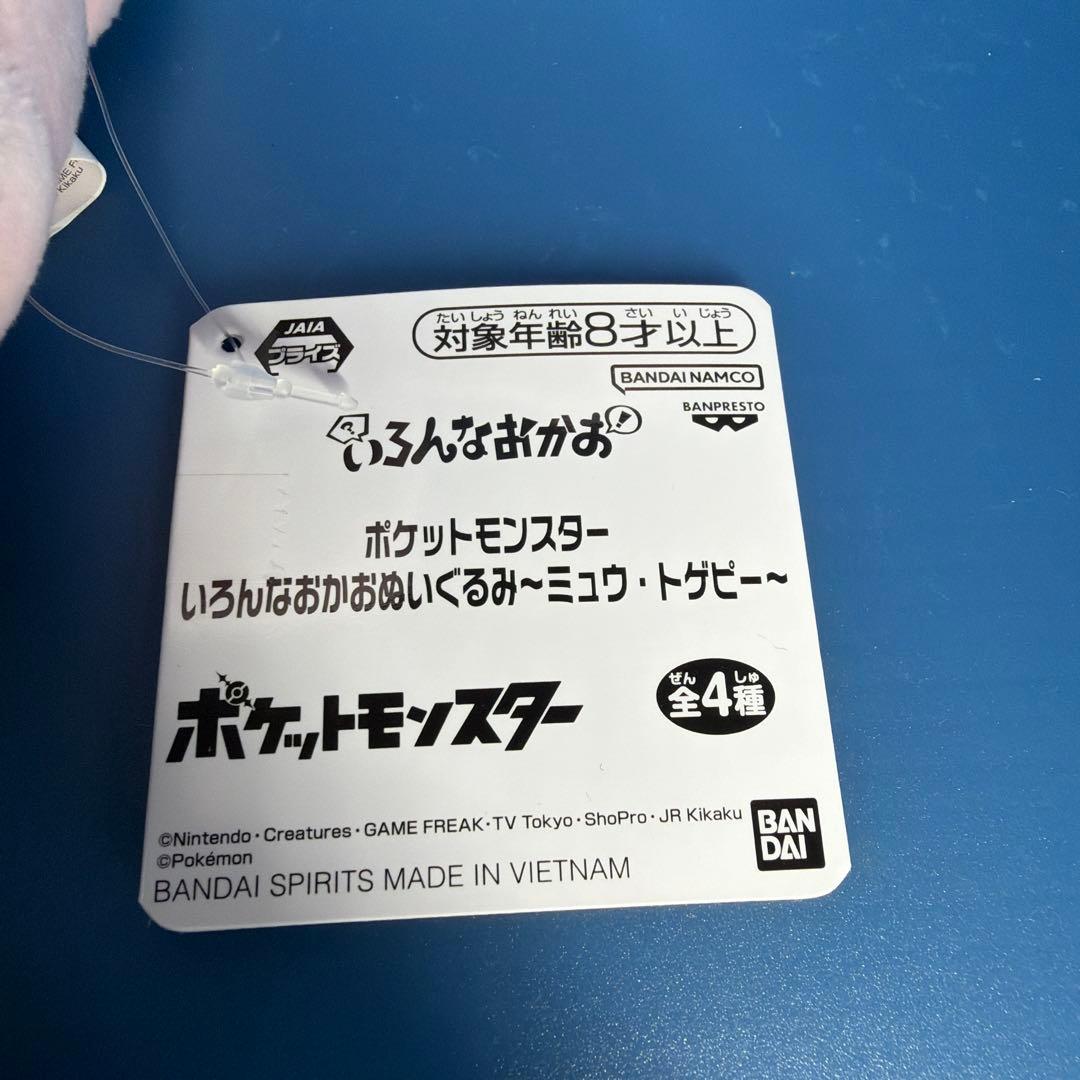 ME F
Kikaku
JAIA
プライズ
たいしょう ねん れい さい い じょう
対象年齢8才以上
BANDAI NAMCO
BANPRESTO
?いろんなおかお!
ポケットモンスター
いろんなおかおぬいぐるみ~ミュウ・トゲピー~
ポケットモンスター
ぜん しゅ
全4種
©Nintendo・Creatures・GAME FREAK・TV Tokyo・ShoPro・JR Kikaku
©Pokémon
BANDAI SPIRITS MADE IN VIETNAM
BAN
DAI